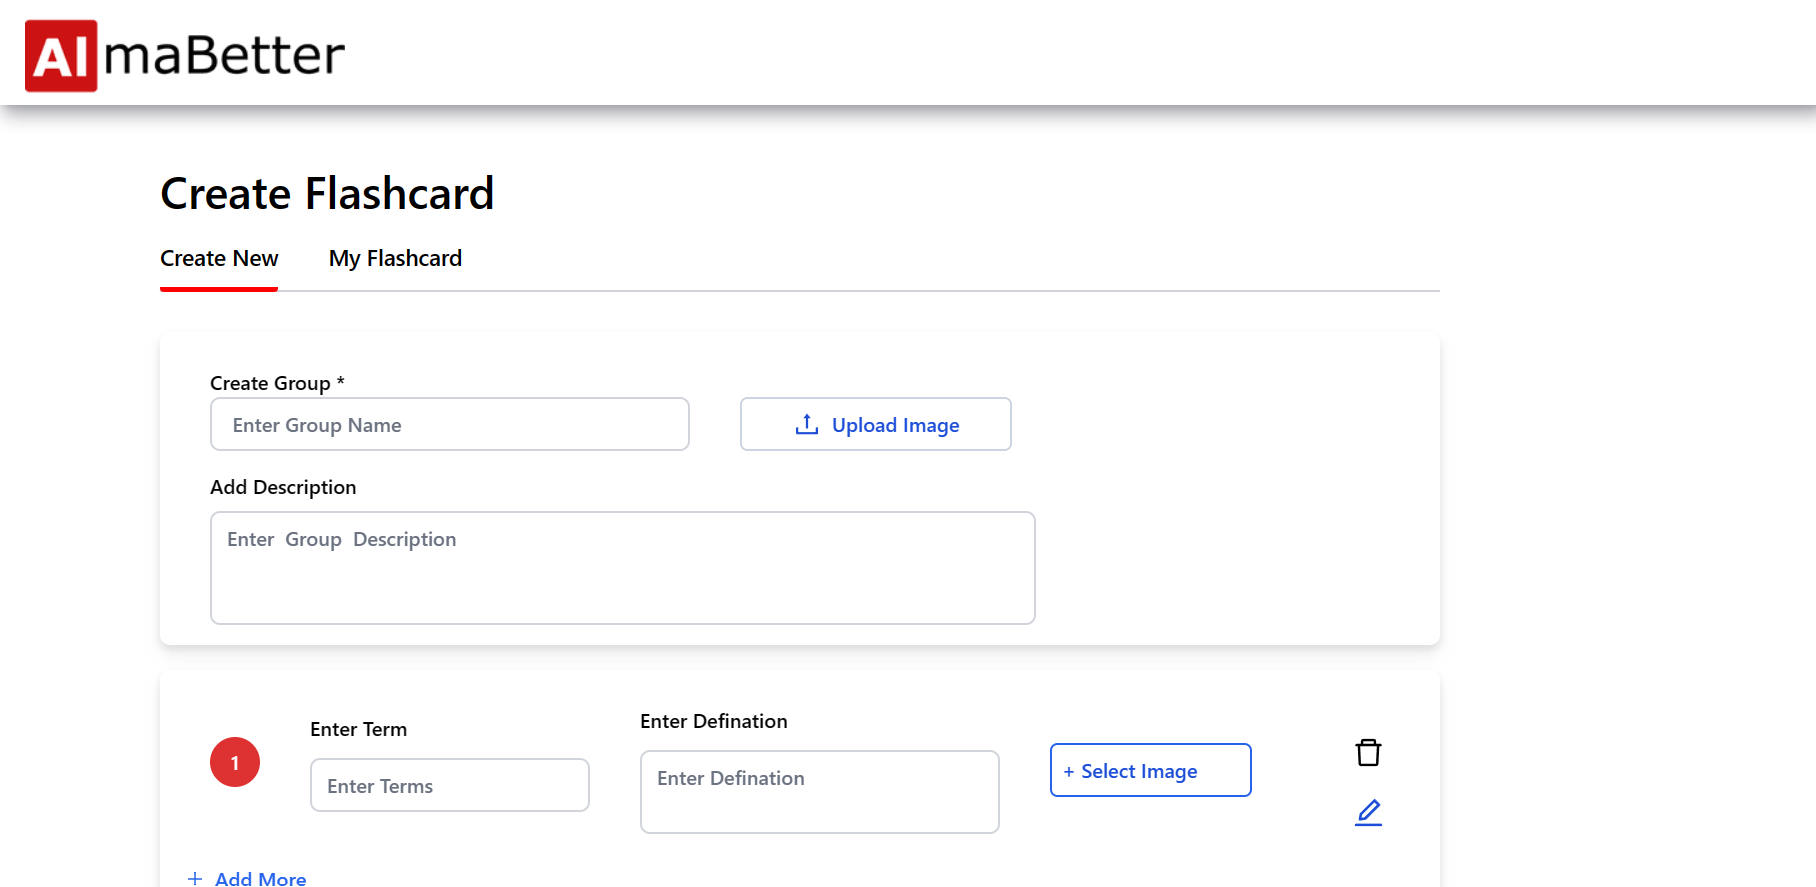 AlmaBetter
Create Flashcard
Create New My Flashcard
Create Group *
Enter Group Name
Upload Image
Add Description
Enter Group Description
Enter Term
Enter Defination
1
Enter Terms
Enter Defination
+ Select Image
+ Add More